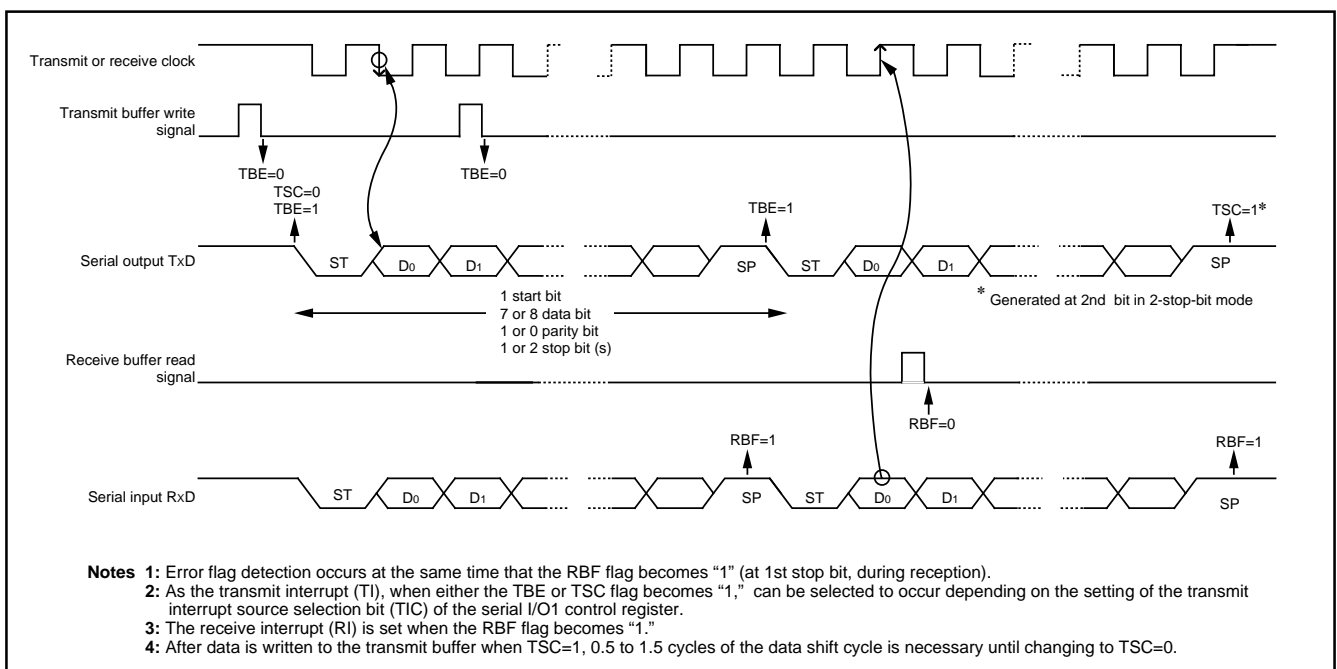 Transmit or receive clock
Transmit buffer write
signal
TBE=0
TSC=0
TBE=1
TBE=0
TBE=1
TSC=1*
Serial output TxD
ST
D0
D1
SP
ST
D0
D1
SP
* Generated at 2nd bit in 2-stop-bit mode
1 start bit
7 or 8 data bit
1 or 0 parity bit
1 or 2 stop bit (s)
Receive buffer read
signal
RBF=0
RBF=1
RBF=1
Serial input RxD
ST
D0
D1
SP
ST
D0
D1
SP
Notes 1: Error flag detection occurs at the same time that the RBF flag becomes “1” (at 1st stop bit, during reception).
2: As the transmit interrupt (TI), when either the TBE or TSC flag becomes “1,” can be selected to occur depending on the setting of the transmit
interrupt source selection bit (TIC) of the serial I/O1 control register.
3: The receive interrupt (RI) is set when the RBF flag becomes “1.”
4: After data is written to the transmit buffer when TSC=1, 0.5 to 1.5 cycles of the data shift cycle is necessary until changing to TSC=0.